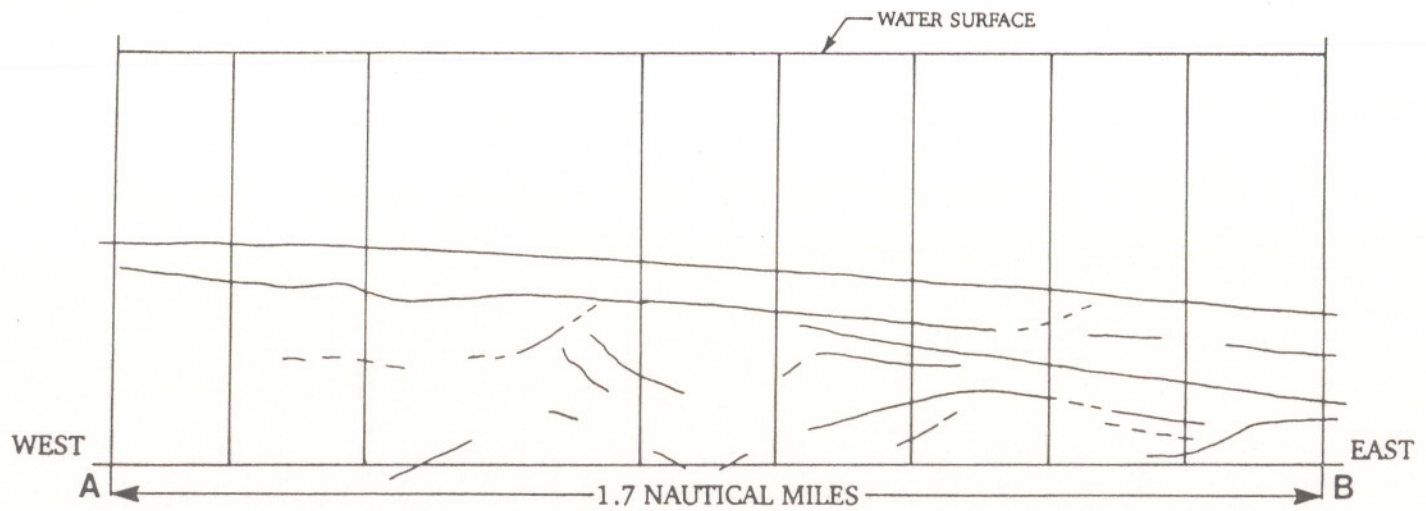 WATER SURFACE
WEST
EAST
A
1.7 NAUTICAL MILES
B